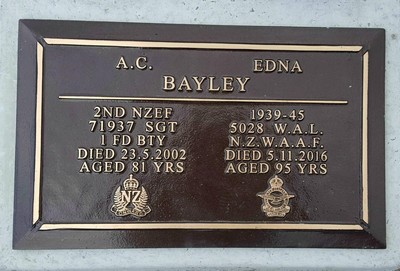 A.C. EDNA
BAYLEY
2ND NZEF 1939-45
71937 SGT 5028 W.A.L.
1 FD BTY N.Z.W.A.A.F.
DIED 23.5.2002 DIED 5.11.2016
AGED 81 YRS AGED 95 YRS
NZ